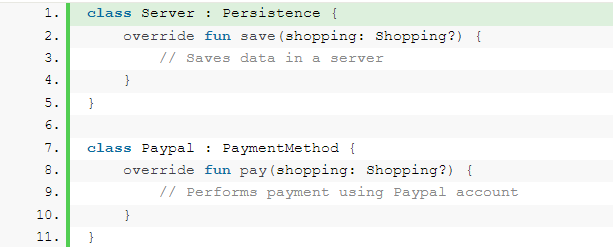 1. class Server : Persistence {
2.     override fun save(shopping: Shopping?) {
3.         // Saves data in a server
4.     }
5. }
6.
7. class Paypal : PaymentMethod {
8.     override fun pay(shopping: Shopping?) {
9.         // Performs payment using Paypal account
10.     }
11. }